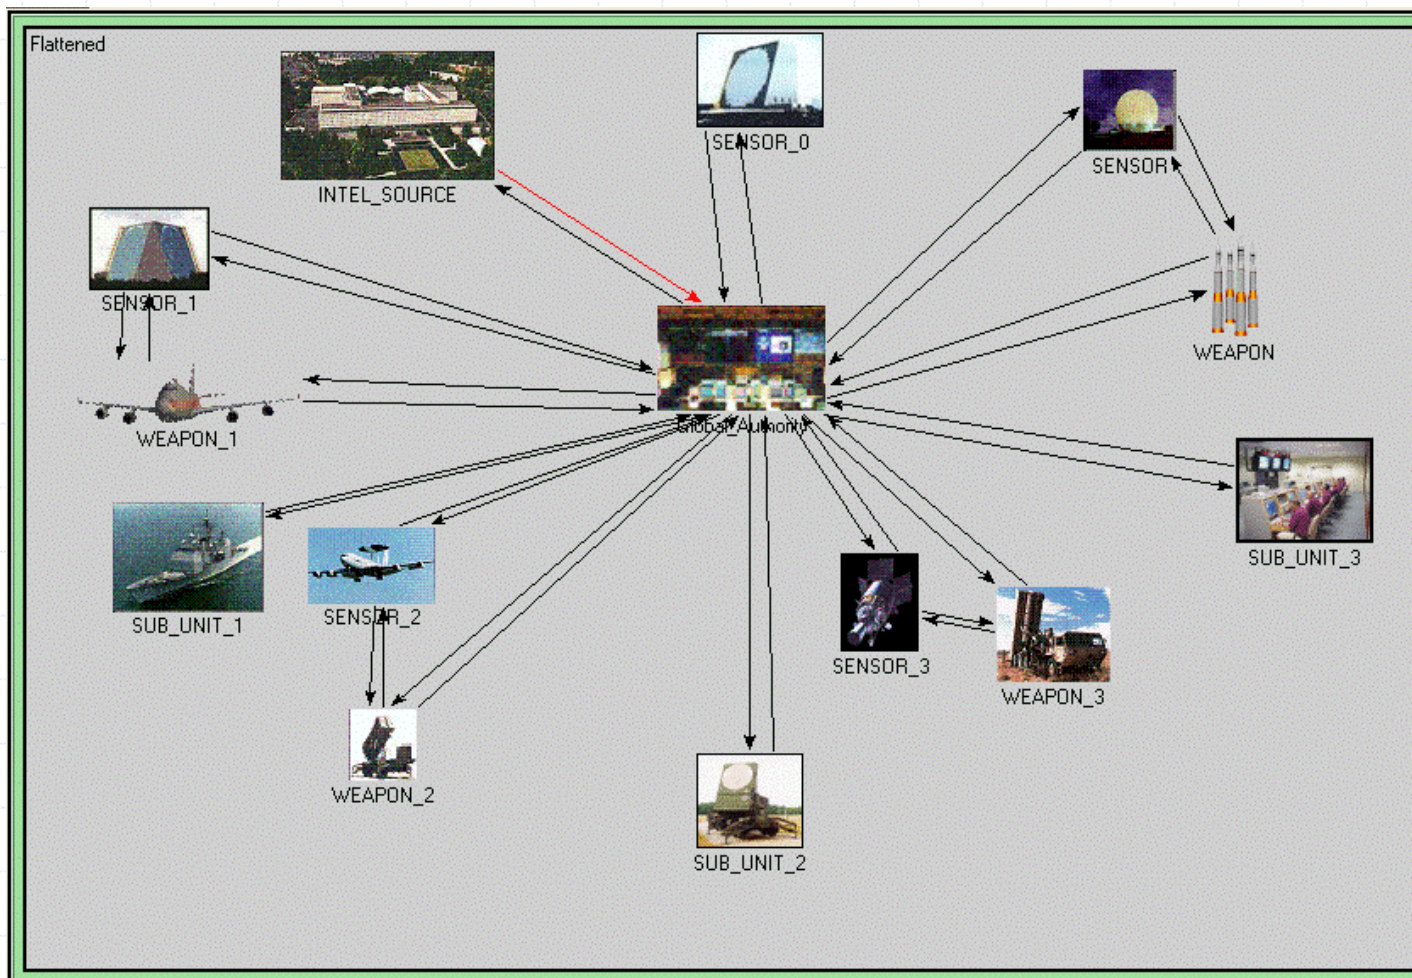 Flattened
SENSOR_0
SENSOR
INTEL_SOURCE
SENSOR_1
WEAPON
WEAPON_1
Global_Authority
SUB_UNIT_3
SUB_UNIT_1
SENSOR_2
SENSOR_3
WEAPON_3
WEAPON_2
SUB_UNIT_2